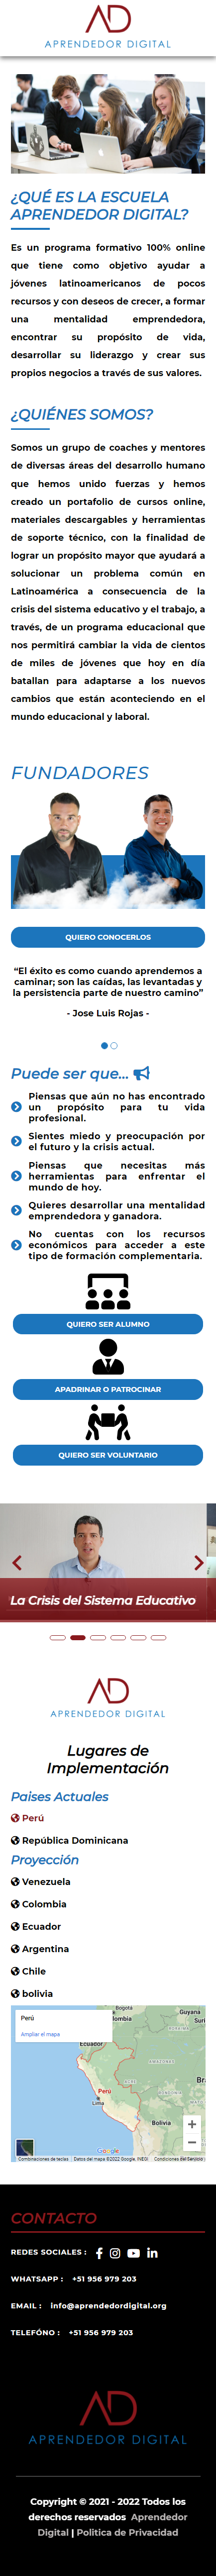 AD
APRENDEDOR DIGITAL
¿QUÉ ES LA ESCUELA
APRENDEDOR DIGITAL?
Es un programa formativo 100% online
que tiene como objetivo ayudar a
jóvenes latinoamericanos de pocos
recursos y con deseos de crecer, a formar
una mentalidad emprendedora,
encontrar su propósito de vida,
desarrollar su liderazgo y crear sus
propios negocios a través de sus valores.
¿QUIÉNES SOMOS?
Somos un grupo de coaches y mentores
de diversas áreas del desarrollo humano
que hemos unido fuerzas y hemos
creado un portafolio de cursos online,
materiales descargables y herramientas
de soporte técnico, con la finalidad de
lograr un propósito mayor que ayudará a
solucionar un problema común en
Latinoamérica a consecuencia de la
crisis del sistema educativo y el trabajo, a
través, de un programa educacional que
nos permitirá cambiar la vida de cientos
de miles de jóvenes que hoy en día
batallan para adaptarse a los nuevos
cambios que están aconteciendo en el
mundo educacional y laboral.
FUNDADORES
QUIERO CONOCERLOS
“El éxito es como cuando aprendemos a
caminar; son las caídas, las levantadas y
la persistencia parte de nuestro camino”
- Jose Luis Rojas -
Puede ser que...
Piensas que aún no has encontrado
un propósito para tu vida
profesional.
Sientes miedo y preocupación por
el futuro y la crisis actual.
Piensas que necesitas más
herramientas para enfrentar el
mundo de hoy.
Quieres desarrollar una mentalidad
emprendedora y ganadora.
No cuentas con los recursos
económicos para acceder a este
tipo de formación complementaria.
QUIERO SER ALUMNO
APADRINAR O PATROCINAR
QUIERO SER VOLUNTARIO
La Crisis del Sistema Educativo
AD
APRENDEDOR DIGITAL
Lugares de
Implementación
Paises Actuales
Perú
República Dominicana
Proyección
Venezuela
Colombia
Ecuador
Argentina
Chile
bolivia
Perú
Ampliar el mapa
Bogotá
lombia
Guyana
Suri
Ecuador
Perú
Lima
Br
Bolivia
Google
Combinaciones de teclas
Datos del mapa ©2022 Google, INEGI
Condiciones del Servicio
CONTACTO
REDES SOCIALES :
WHATSAPP : +51 956 979 203
EMAIL : info@aprendedordigital.org
TELEFÓNO : +51 956 979 203
AD
APRENDEDOR DIGITAL
Copyright © 2021 - 2022 Todos los
derechos reservados Aprendedor
Digital | Politica de Privacidad